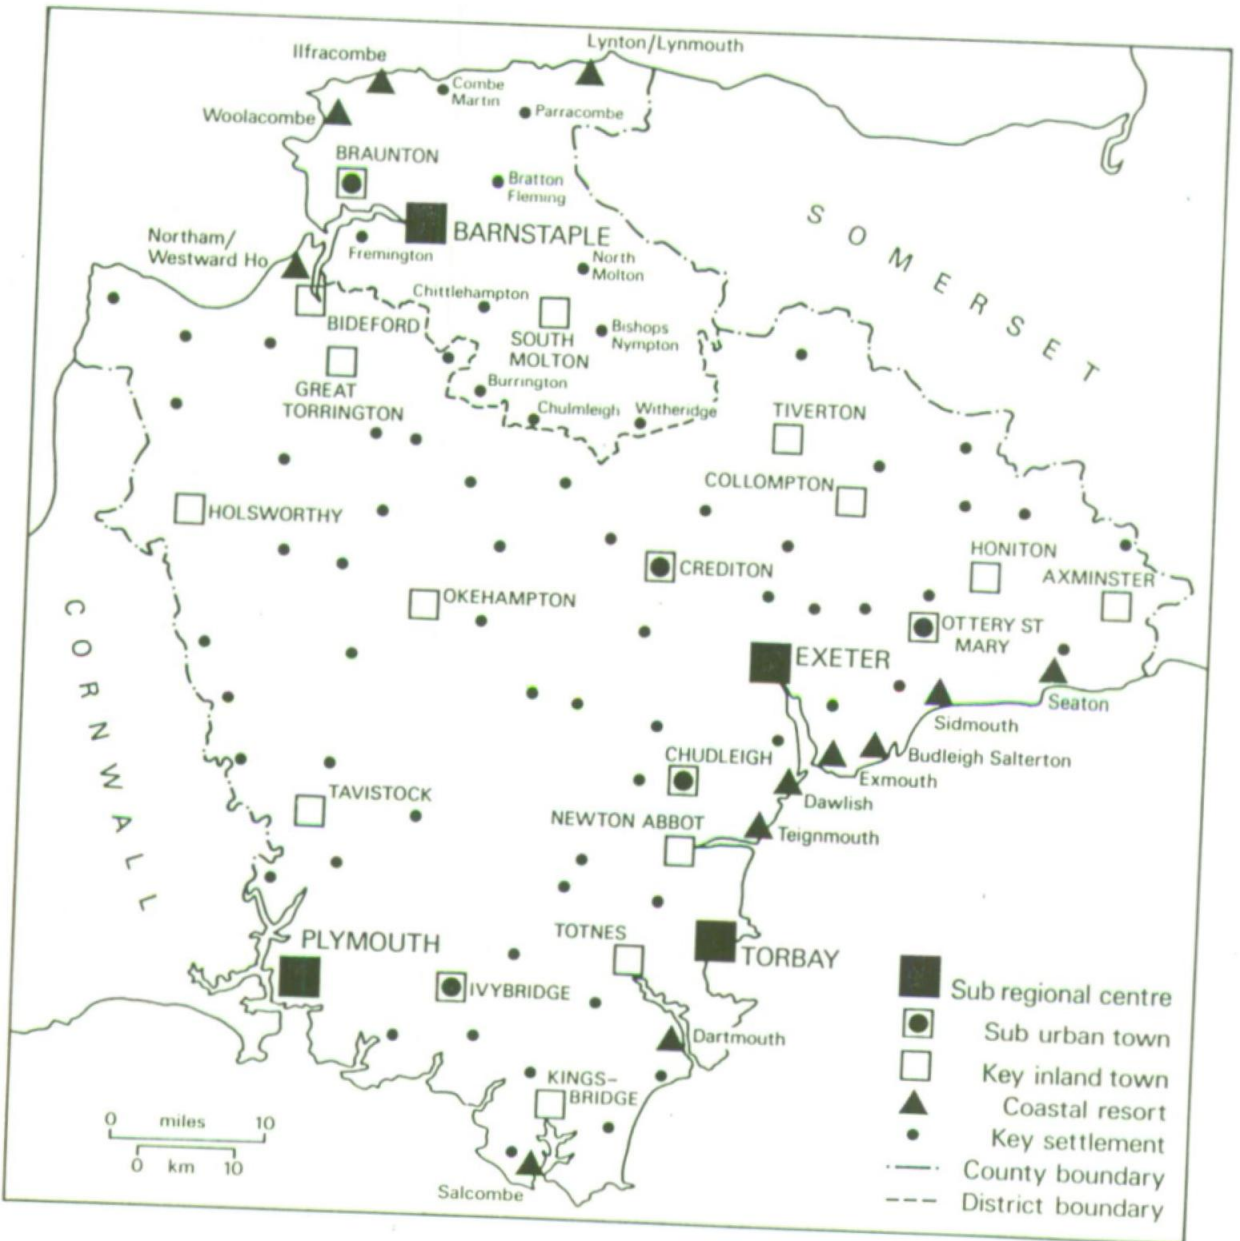 Lynton/Lynmouth
Ilfracombe
Combe
Martin
Woolacombe
Parracombe
BRAUNTON
Bratton
Fleming
SOMERSET
BARNSTAPLE
Northam/
Westward Ho
Fremington
North
Molton
Chittlehampton
BIDEFORD
SOUTH
MOLTON
Bishops
Nympton
GREAT
TORRINGTON
Burrington
Chulmleigh
Witheridge
TIVERTON
COLLOMPTON
HOLSWORTHY
HONITON
CREDITON
AXMINSTER
OKEHAMPTON
CORNWALL
OTTERY ST
MARY
EXETER
Seaton
Sidmouth
CHUDLEIGH
Budleigh Salterton
Exmouth
TAVISTOCK
Dawlish
NEWTON ABBOT
Teignmouth
TOTNES
PLYMOUTH
TORBAY
IVYBRIDGE
Dartmouth
KINGS-
BRIDGE
Salcombe
0 miles 10
0 km 10
Sub regional centre
Sub urban town
Key inland town
Coastal resort
Key settlement
County boundary
District boundary